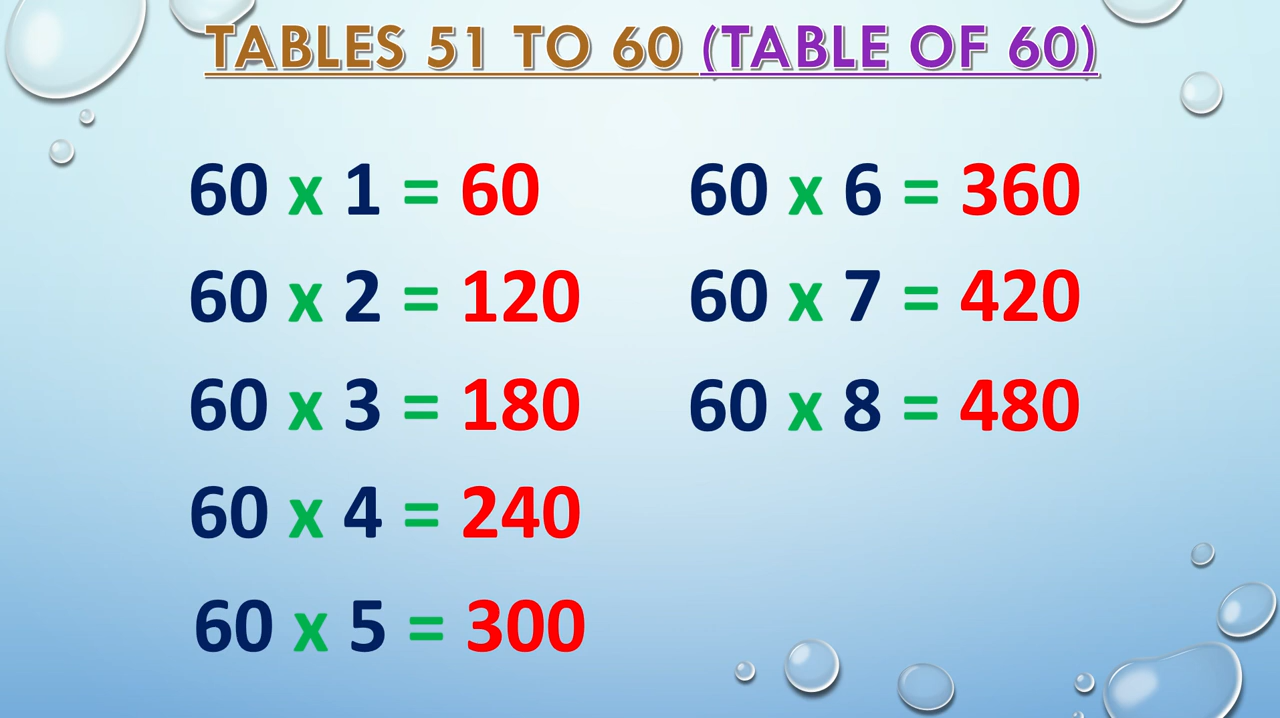 TABLES 51 TO 60 (TABLE OF 60)
60 x 1 = 60
60 x 2 = 120
60 x 3 = 180
60 x 4 = 240
60 x 5 = 300
60 x 6 = 360
60 x 7 = 420
60 x 8 = 480